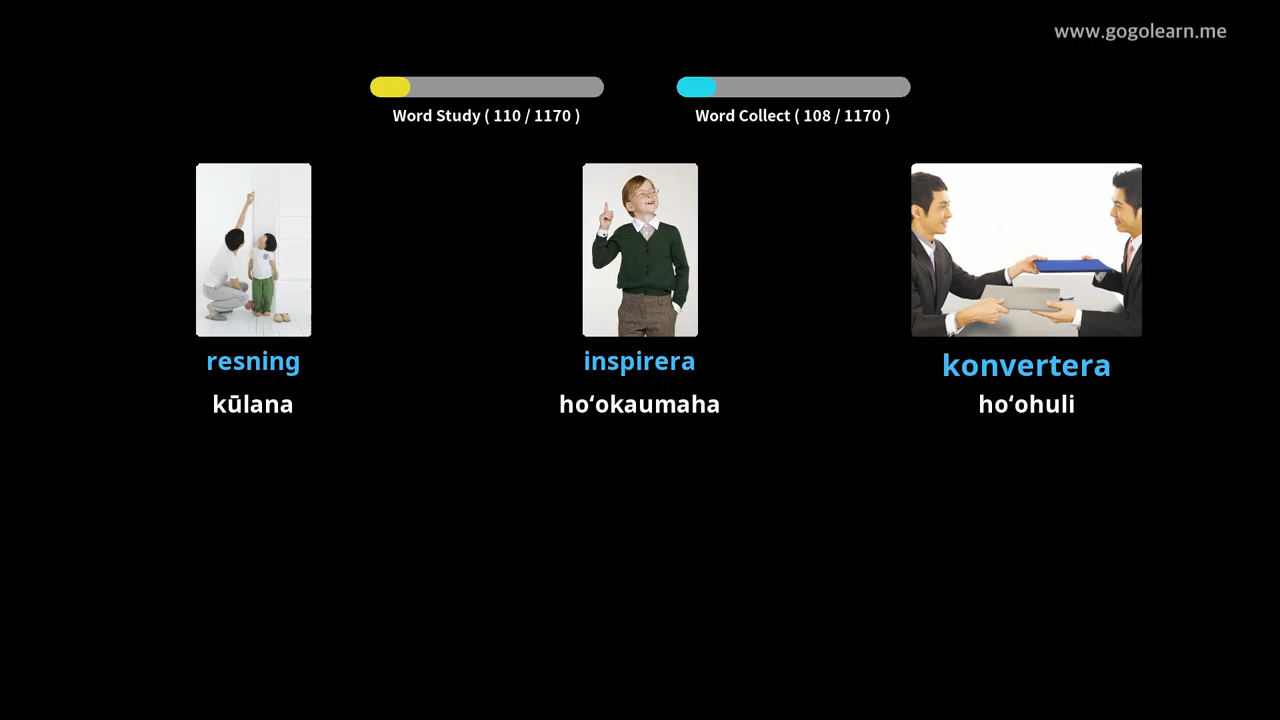 www.gogolearn.me
Word Study ( 110 / 1170 )
Word Collect ( 108 / 1170 )
resning
inspirera
konvertera
kūlana
hoʻokaumaha
hoʻohuli